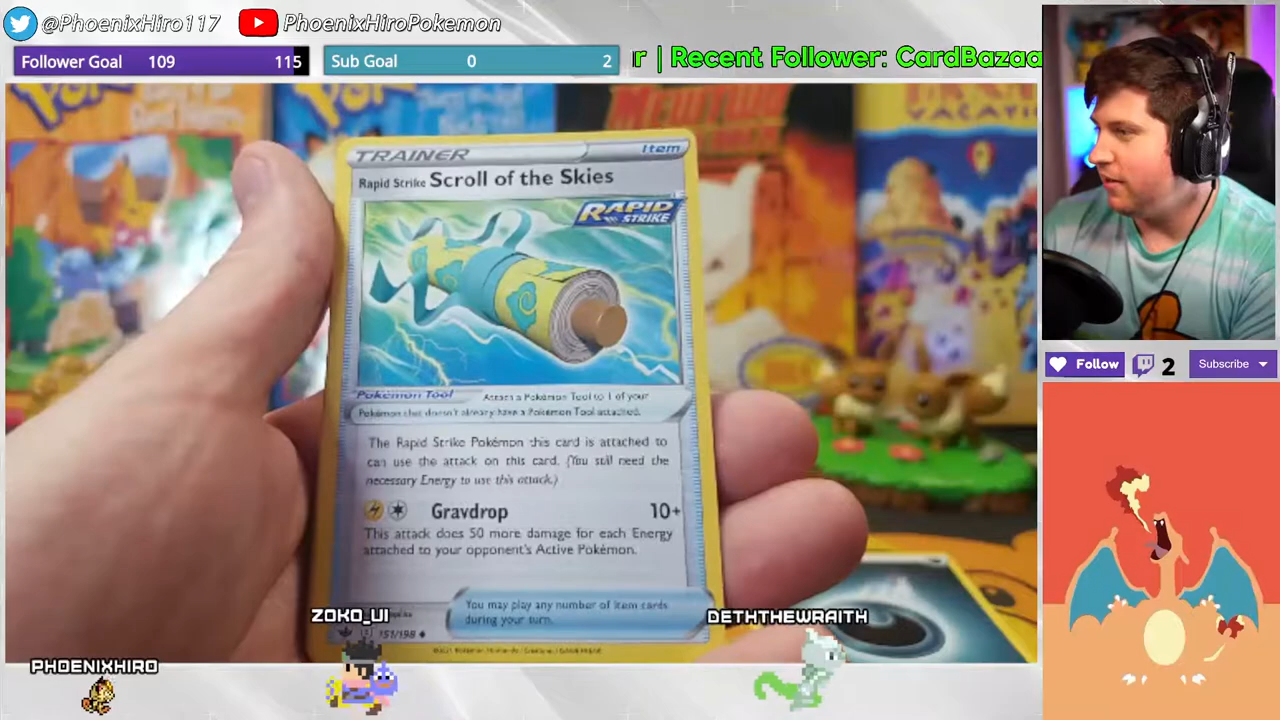 @PhoenixHiro117
PhoenixHiroPokemon
Follower Goal 109 115
Sub Goal 0 2
r | Recent Follower: CardBazaa
VACATI
TRAINER
Item
Rapid Strike Scroll of the Skies
RAPID
STRIKE
Pokémon Tool
Attach a Pokémon Tool to 1 of your
Pokémon that doesn't already have a Pokémon Tool attached.
The Rapid Strike Pokémon this card is attached to
can use the attack on this card. (You still need the
necessary Energy to use this attack.)
Gravdrop 10+
This attack does 50 more damage for each Energy
attached to your opponent's Active Pokémon.
You may play any number of Item cards
during your turn.
151/198
Follow
2
Subscribe
ZOKO_UI
DETHTHEWRAITH
PHOENIXHIRO